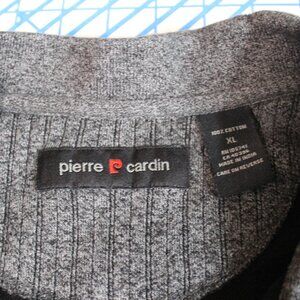 pierre cardin
100% COTTON
XL
MADE IN INDIA
CARE ON REVERSE